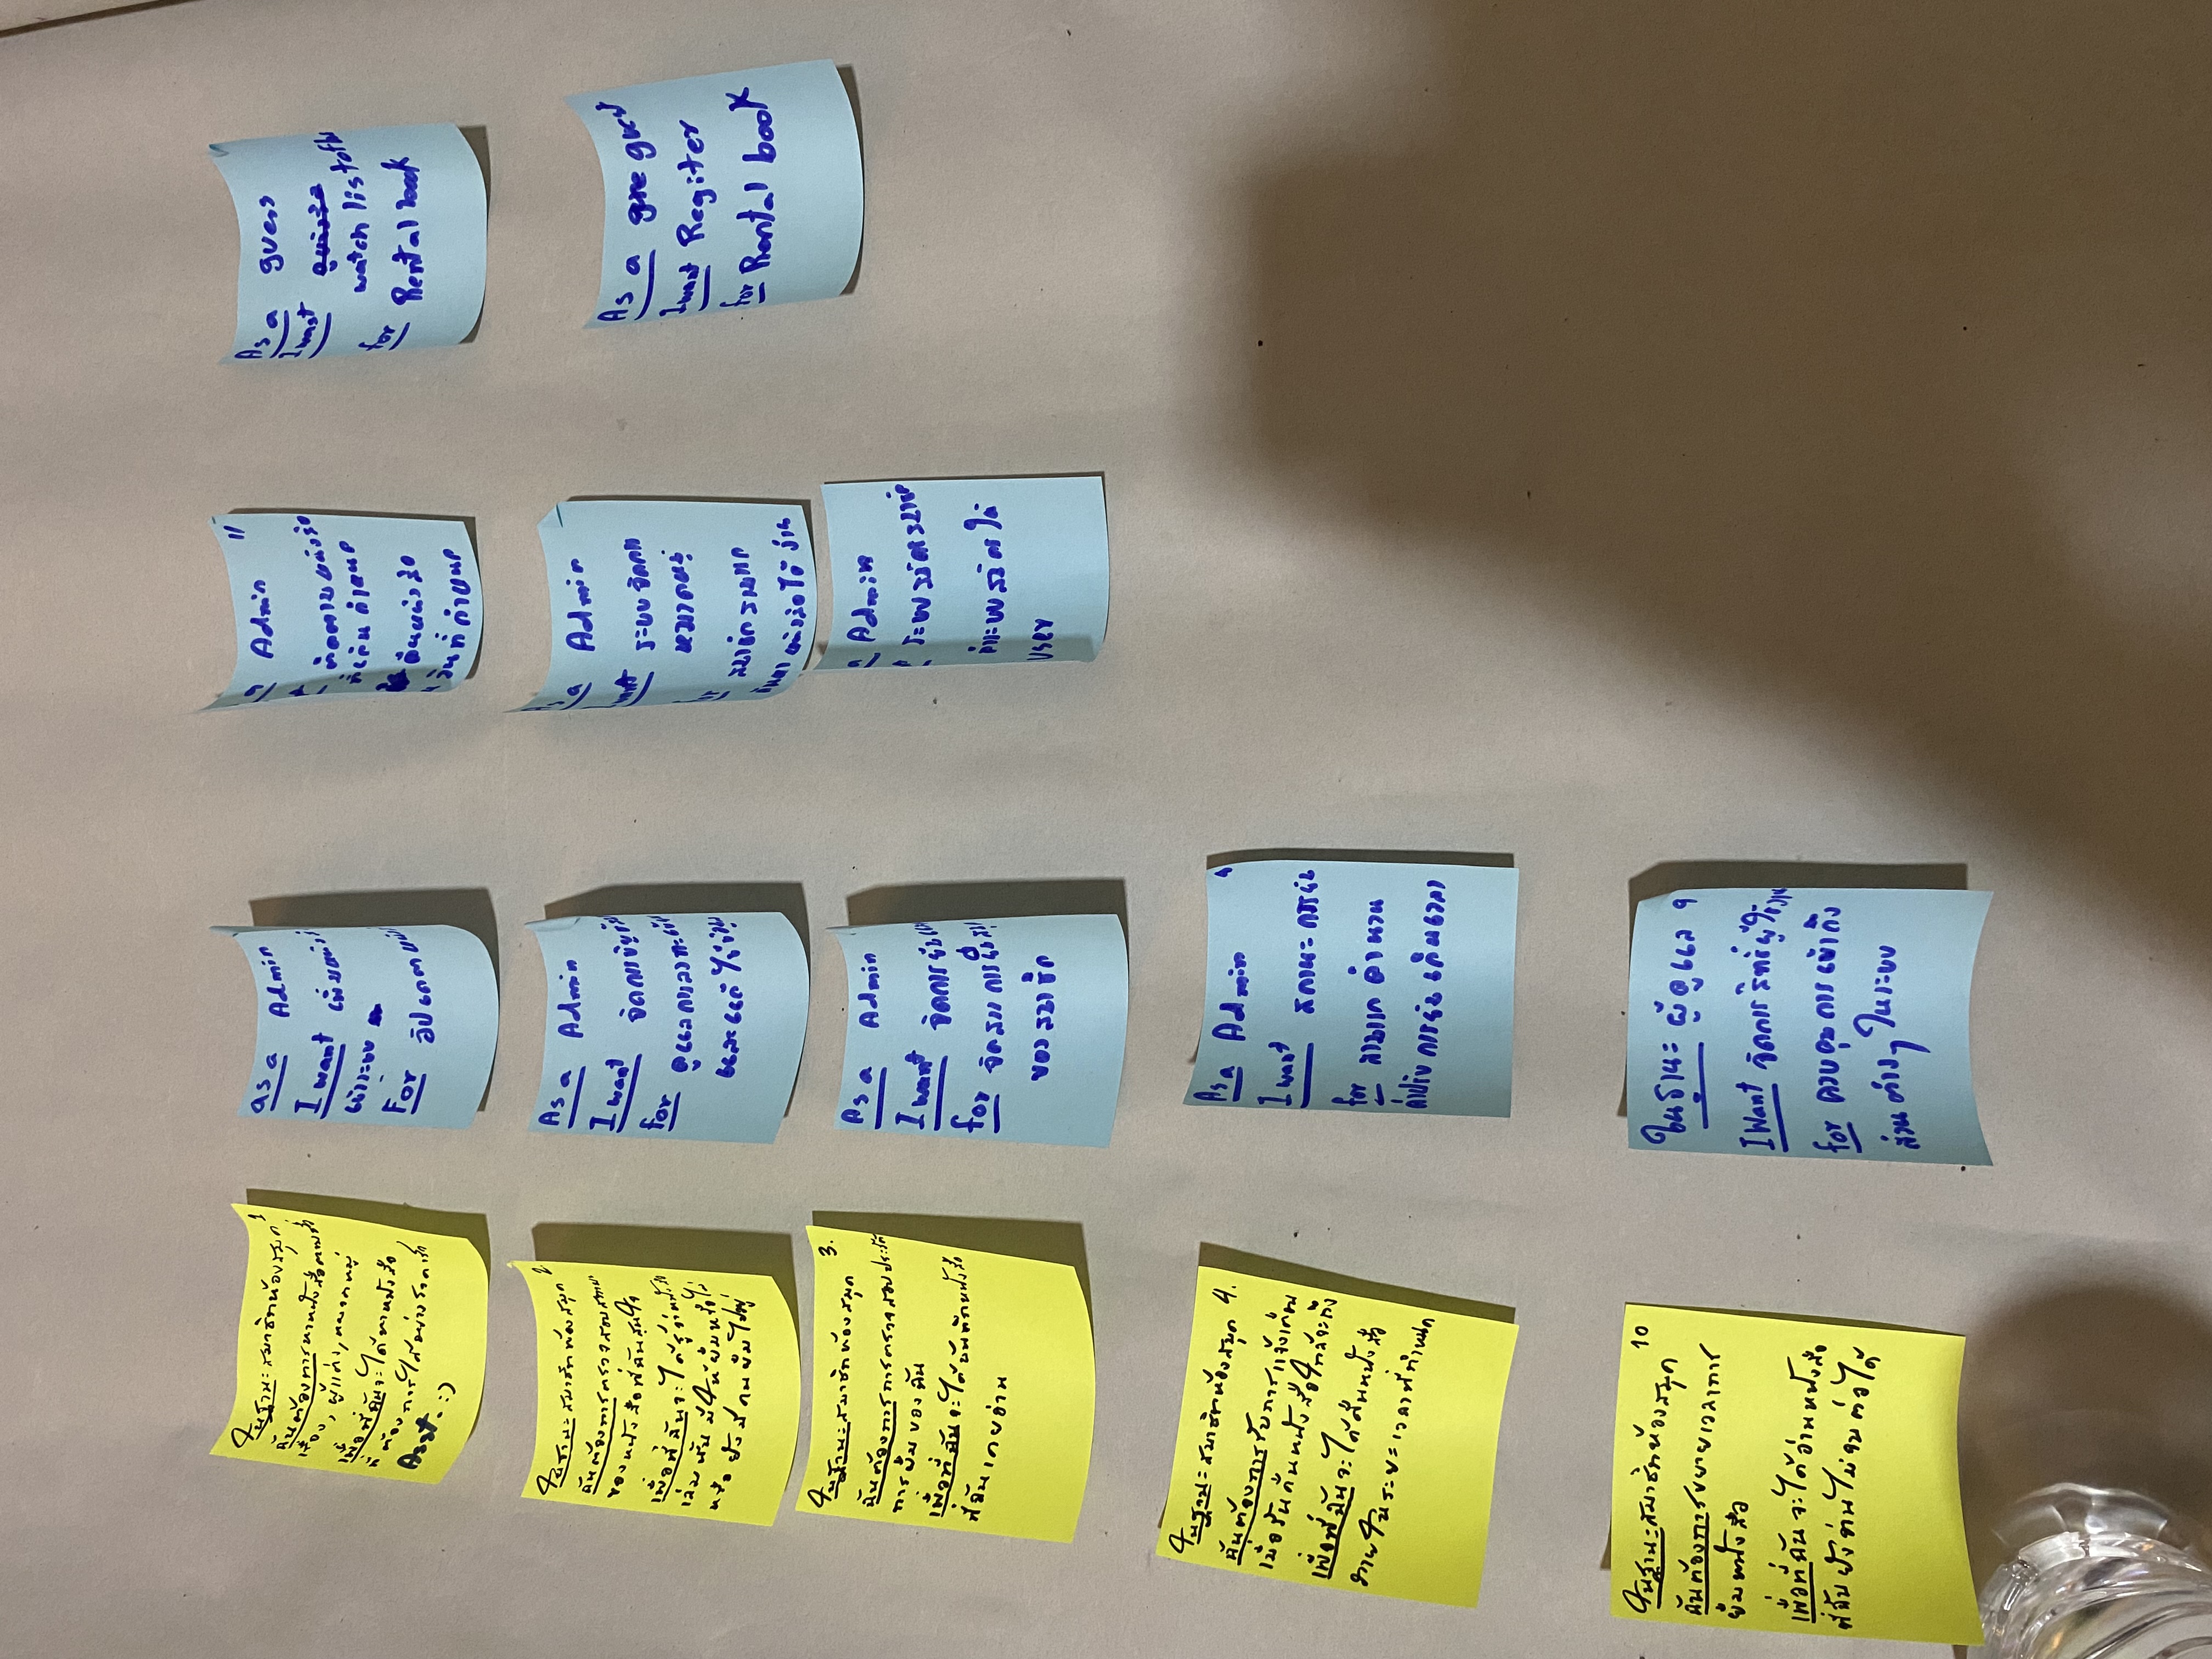 ในฐานะ สมาชิกห้องสมุด 1
ฉันต้องการหาหนังสือตามชื่อ
เรื่อง, ผู้แต่ง, หมวดหมู่
เพื่อที่ฉันจะได้หาหนังสือ
ที่ต้องการได้อย่างรวดเร็ว
:)
ในฐานะ สมาชิกห้องสมุด 2
ฉันต้องการตรวจสอบสถานะ
ของหนังสือที่ฉันสนใจ
เพื่อที่ฉันจะได้รู้ว่าหนังสือ
เล่มนั้น มีให้ยืมหรือไม่
หรือ ยังมีคนยืมไปอยู่
ในฐานะสมาชิกห้องสมุด 3.
ฉันต้องการการตรวจสอบประวัติ
การยืมของฉัน
เพื่อที่ฉันจะได้บันทึกหนังสือ
ที่ฉันเคยอ่าน
ในฐานะ สมาชิกห้องสมุด 4.
ฉันต้องการรับการแจ้งเตือน
เมื่อวันคืนหนังสือใกล้จะถึง
เพื่อที่ฉันจะได้คืนหนังสือ
ภายในระยะเวลาที่กำหนด
ในฐานะสมาชิกห้องสมุด 10
ฉันต้องการขยายเวลาการ
ยืมหนังสือ
เพื่อที่ฉันจะได้อ่านหนังสือ
ที่ฉันยังอ่านไม่จบต่อได้
as a Admin
I want เพิ่ม
เข้าระบบ
For อัปเดต
As a Admin
I want จัดการบัญชี
for ดูแลการลงทะเบียน
และแก้ไขข้อมูล
As a Admin
I want จัดการยืม
for จัดสรร
ของสมาชิก
As a Admin
I want สถานะ การยืม
for สามารถ คำนวน
ค่าปรับ การยืม เกินเวลา
ในฐานะ ผู้ดูแล 9
I Want จัดการ สิทธิ์ผู้ใช้งาน
for ควบคุมการ เข้าถึง
ส่วนต่างๆ ในระบบ
a Admin 11
ติดตาม หนังสือ
ที่เกิน กำหนด
คืนหนังสือ
วันที่ กำหนด
As a Admin
want ระบบ จัดการ
หมวดหมู่
สมาชิก สามารถ
ค้นหา หนังสือได้ ง่าย
a Admin
ระบบ สมัครสมาชิก
ทำระบบ สมัครให้
User
As a guess
I want
watch list of
for Rental book
As a guest
I want Regiter
for Rental book